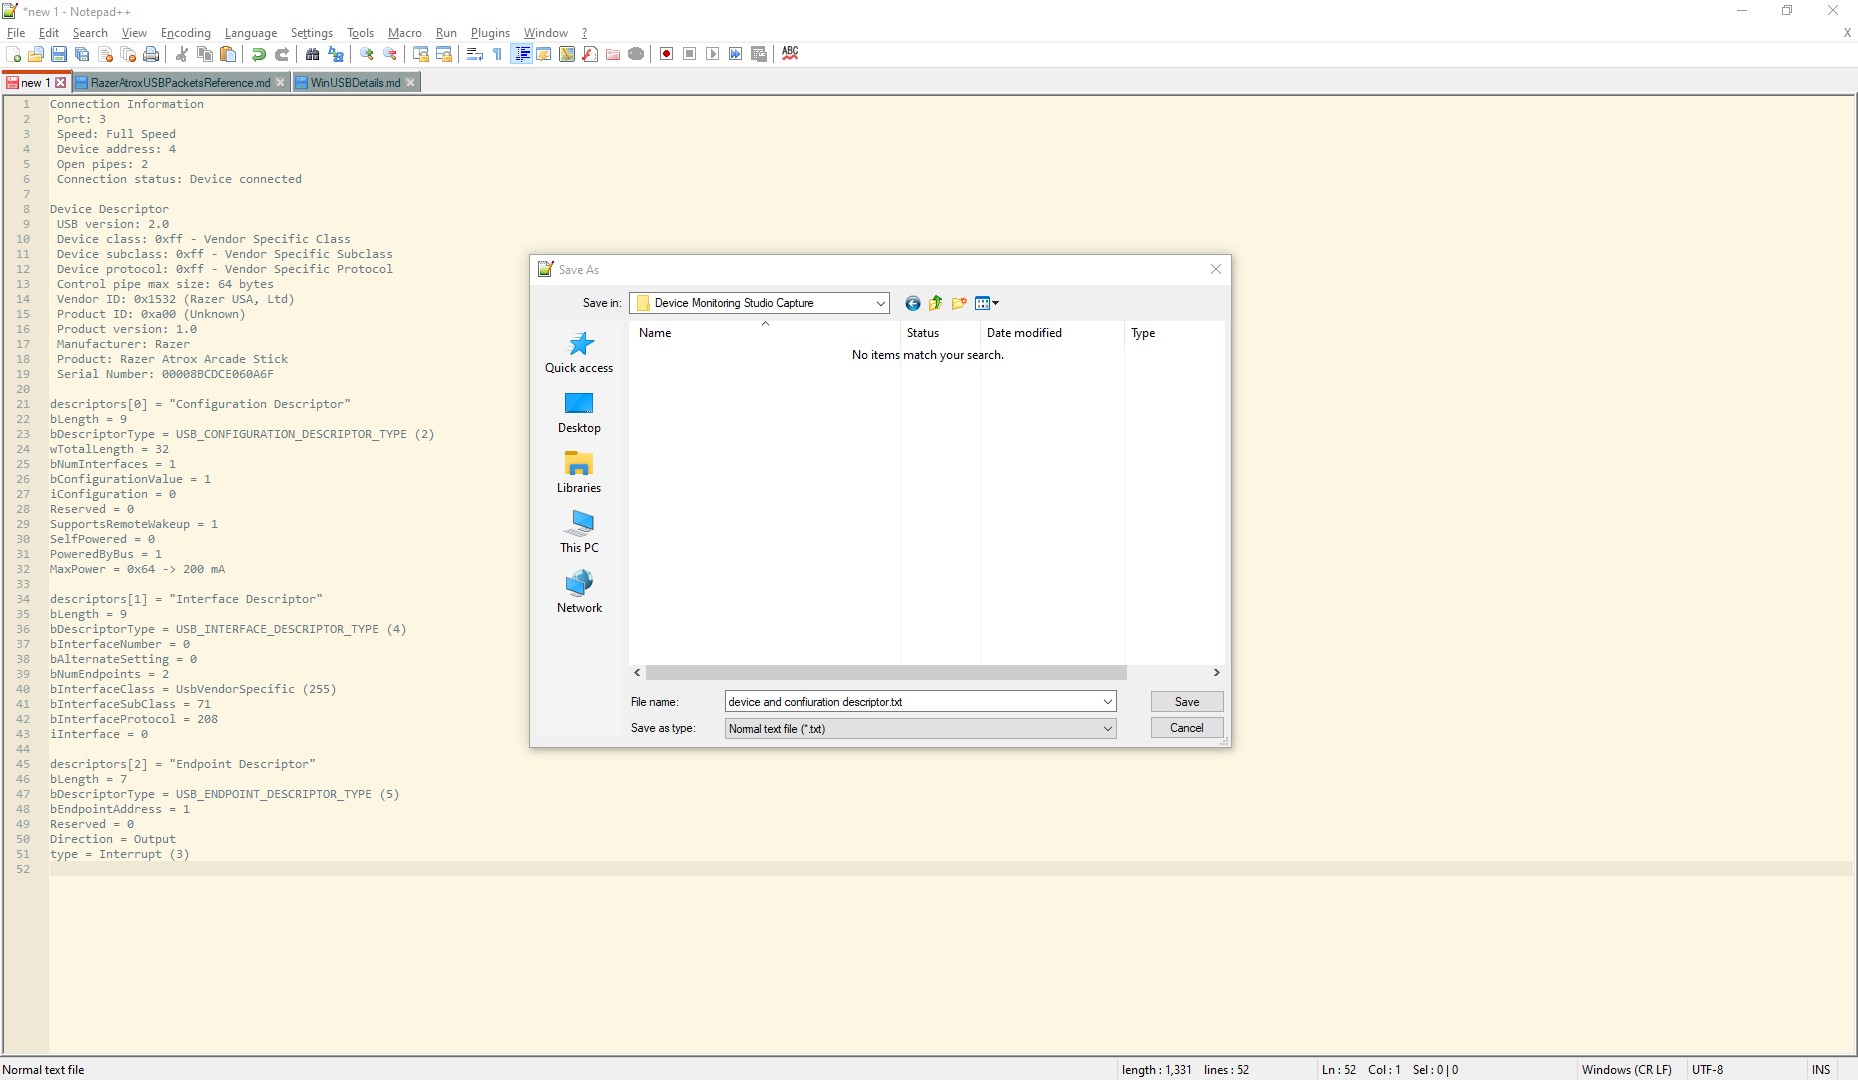 *new 1 - Notepad++
File Edit Search View Encoding Language Settings Tools Macro Run Plugins Window ? X
ABC
new 1 RazerAtroxUSBPacketsReference.md WinUSBDetails.md
1 Connection Information
2 Port: 3
3 Speed: Full Speed
4 Device address: 4
5 Open pipes: 2
6 Connection status: Device connected
7
8 Device Descriptor
9 USB version: 2.0
10 Device class: 0xff - Vendor Specific Class
11 Device subclass: 0xff - Vendor Specific Subclass
12 Device protocol: 0xff - Vendor Specific Protocol
13 Control pipe max size: 64 bytes
14 Vendor ID: 0x1532 (Razer USA, Ltd)
15 Product ID: 0xa00 (Unknown)
16 Product version: 1.0
17 Manufacturer: Razer
18 Product: Razer Atrox Arcade Stick
19 Serial Number: 00008BCDCE060A6F
20
21 descriptors[0] = "Configuration Descriptor"
22 bLength = 9
23 bDescriptorType = USB_CONFIGURATION_DESCRIPTOR_TYPE (2)
24 wTotalLength = 32
25 bNumInterfaces = 1
26 bConfigurationValue = 1
27 iConfiguration = 0
28 Reserved = 0
29 SupportsRemoteWakeup = 1
30 SelfPowered = 0
31 PoweredByBus = 1
32 MaxPower = 0x64 -> 200 mA
33
34 descriptors[1] = "Interface Descriptor"
35 bLength = 9
36 bDescriptorType = USB_INTERFACE_DESCRIPTOR_TYPE (4)
37 bInterfaceNumber = 0
38 bAlternateSetting = 0
39 bNumEndpoints = 2
40 bInterfaceClass = UsbVendorSpecific (255)
41 bInterfaceSubClass = 71
42 bInterfaceProtocol = 208
43 iInterface = 0
44
45 descriptors[2] = "Endpoint Descriptor"
46 bLength = 7
47 bDescriptorType = USB_ENDPOINT_DESCRIPTOR_TYPE (5)
48 bEndpointAddress = 1
49 Reserved = 0
50 Direction = Output
51 type = Interrupt (3)
52
Save As
Save in: Device Monitoring Studio Capture
Name Status Date modified Type
No items match your search.
Quick access
Desktop
Libraries
This PC
Network
File name: device and confiuration descriptor.txt Save
Save as type: Normal text file (*.txt) Cancel
Normal text file length : 1,331 lines : 52 Ln : 52 Col : 1 Sel : 0 | 0 Windows (CR LF) UTF-8 INS